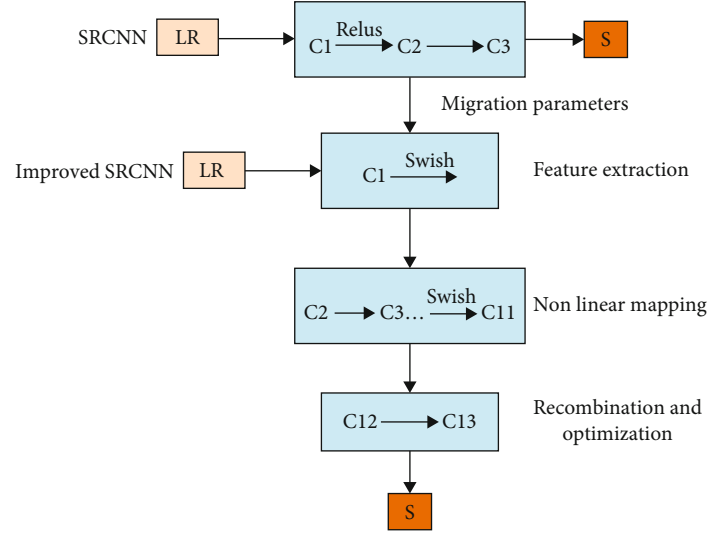 SRCNN
LR
Relus
C1 C2 C3
S
Migration parameters
Improved SRCNN
LR
Swish
C1
Feature extraction
Swish
C2 C3... C11
Non linear mapping
C12 C13
Recombination and
optimization
S